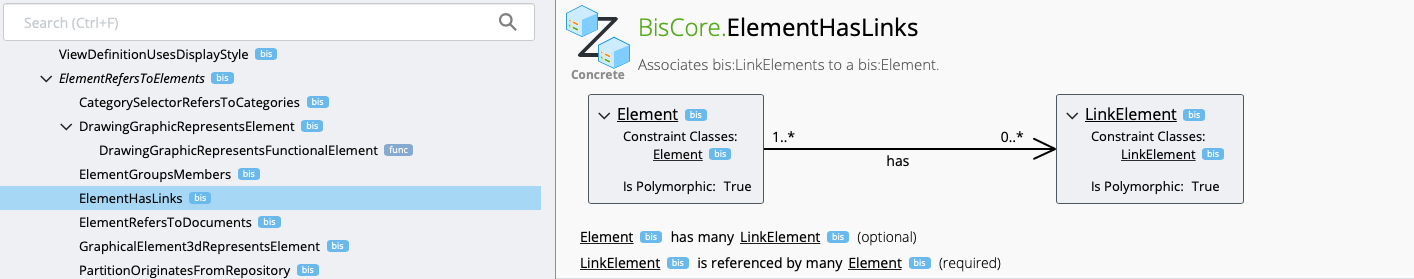 Search (Ctrl+F)
ViewDefinitionUsesDisplayStyle bis
ElementRefersToElements bis
CategorySelectorRefersToCategories bis
DrawingGraphicRepresentsElement bis
DrawingGraphicRepresentsFunctionalElement func
ElementGroupsMembers bis
ElementHasLinks bis
ElementRefersToDocuments bis
GraphicalElement3dRepresentsElement bis
PartitionOriginatesFromRepository bis
Concrete
BisCore.ElementHasLinks
Associates bis:LinkElements to a bis:Element.
Element bis
Constraint Classes:
Element bis
Is Polymorphic: True
1..*
0..*
has
LinkElement bis
Constraint Classes:
LinkElement bis
Is Polymorphic: True
Element bis has many LinkElement bis (optional)
LinkElement bis is referenced by many Element bis (required)